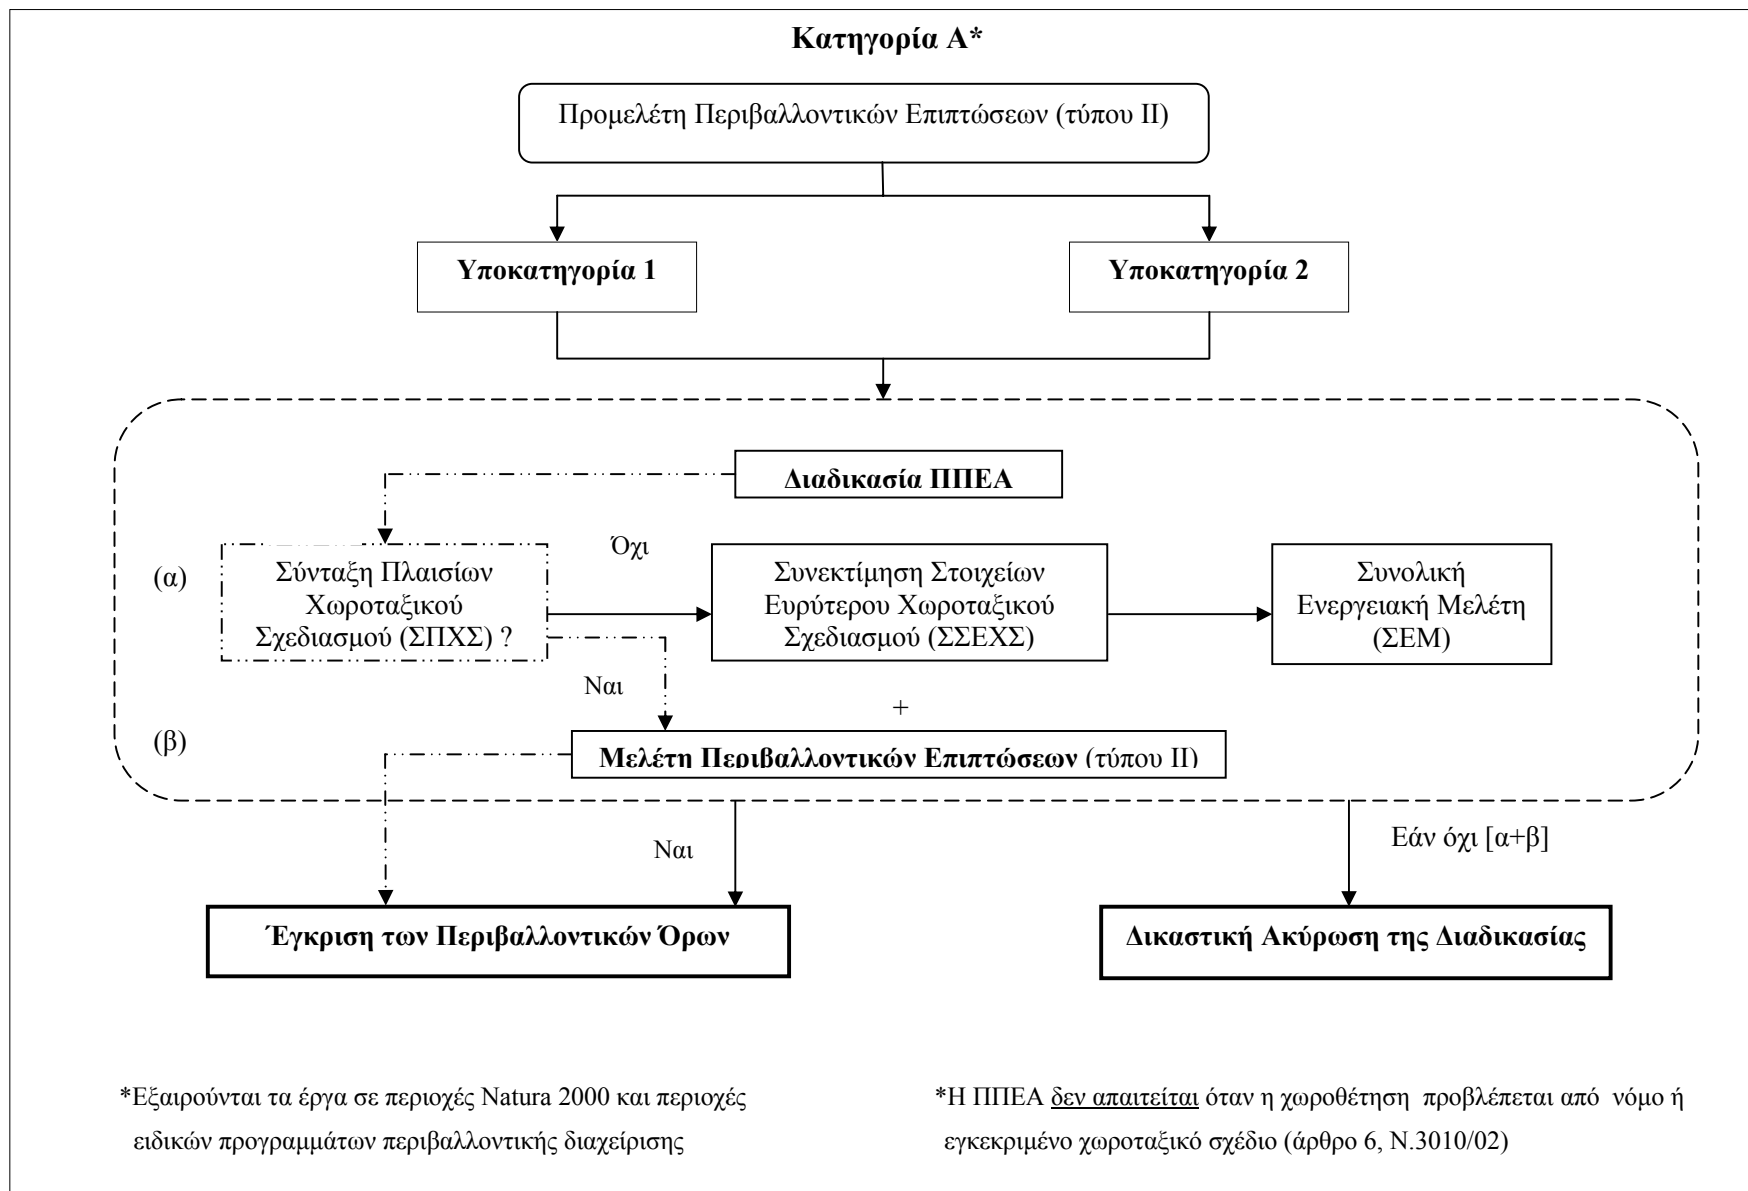 Κατηγορία Α*
Προμελέτη Περιβαλλοντικών Επιπτώσεων (τύπου ΙΙ)
Υποκατηγορία 1
Υποκατηγορία 2
Διαδικασία ΠΠΕΑ
(α)
Σύνταξη Πλαισίων
Χωροταξικού
Σχεδιασμού (ΣΠΧΣ) ?
Όχι
Συνεκτίμηση Στοιχείων
Ευρύτερου Χωροταξικού
Σχεδιασμού (ΣΣΕΧΣ)
Συνολική
Ενεργειακή Μελέτη
(ΣΕΜ)
Ναι
+
(β)
Μελέτη Περιβαλλοντικών Επιπτώσεων (τύπου ΙΙ)
Ναι
Εάν όχι [α+β]
Έγκριση των Περιβαλλοντικών Όρων
Δικαστική Ακύρωση της Διαδικασίας
*Εξαιρούνται τα έργα σε περιοχές Natura 2000 και περιοχές
ειδικών προγραμμάτων περιβαλλοντικής διαχείρισης
*Η ΠΠΕΑ δεν απαιτείται όταν η χωροθέτηση προβλέπεται από νόμο ή
εγκεκριμένο χωροταξικό σχέδιο (άρθρο 6, Ν.3010/02)